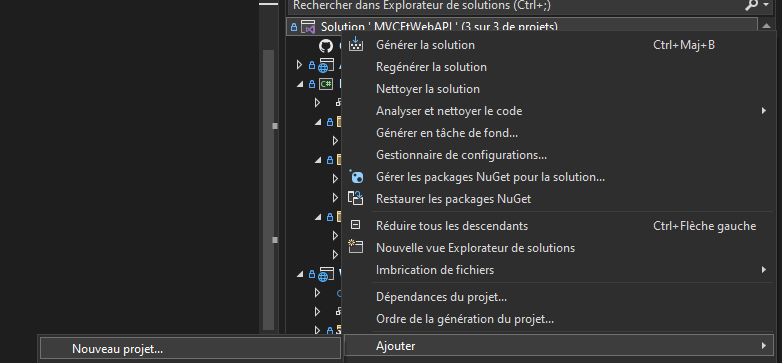 Rechercher dans Explorateur de solutions (Ctrl+;)
Solution ' MVCEtWebAPI ' (3 sur 3 de projets)
Générer la solution Ctrl+Maj+B
Regénérer la solution
Nettoyer la solution
Analyser et nettoyer le code
Générer en tâche de fond...
Gestionnaire de configurations...
Gérer les packages NuGet pour la solution...
Restaurer les packages NuGet
Réduire tous les descendants Ctrl+Flèche gauche
Nouvelle vue Explorateur de solutions
Imbrication de fichiers
Dépendances du projet...
Ordre de la génération du projet...
Ajouter
Nouveau projet...